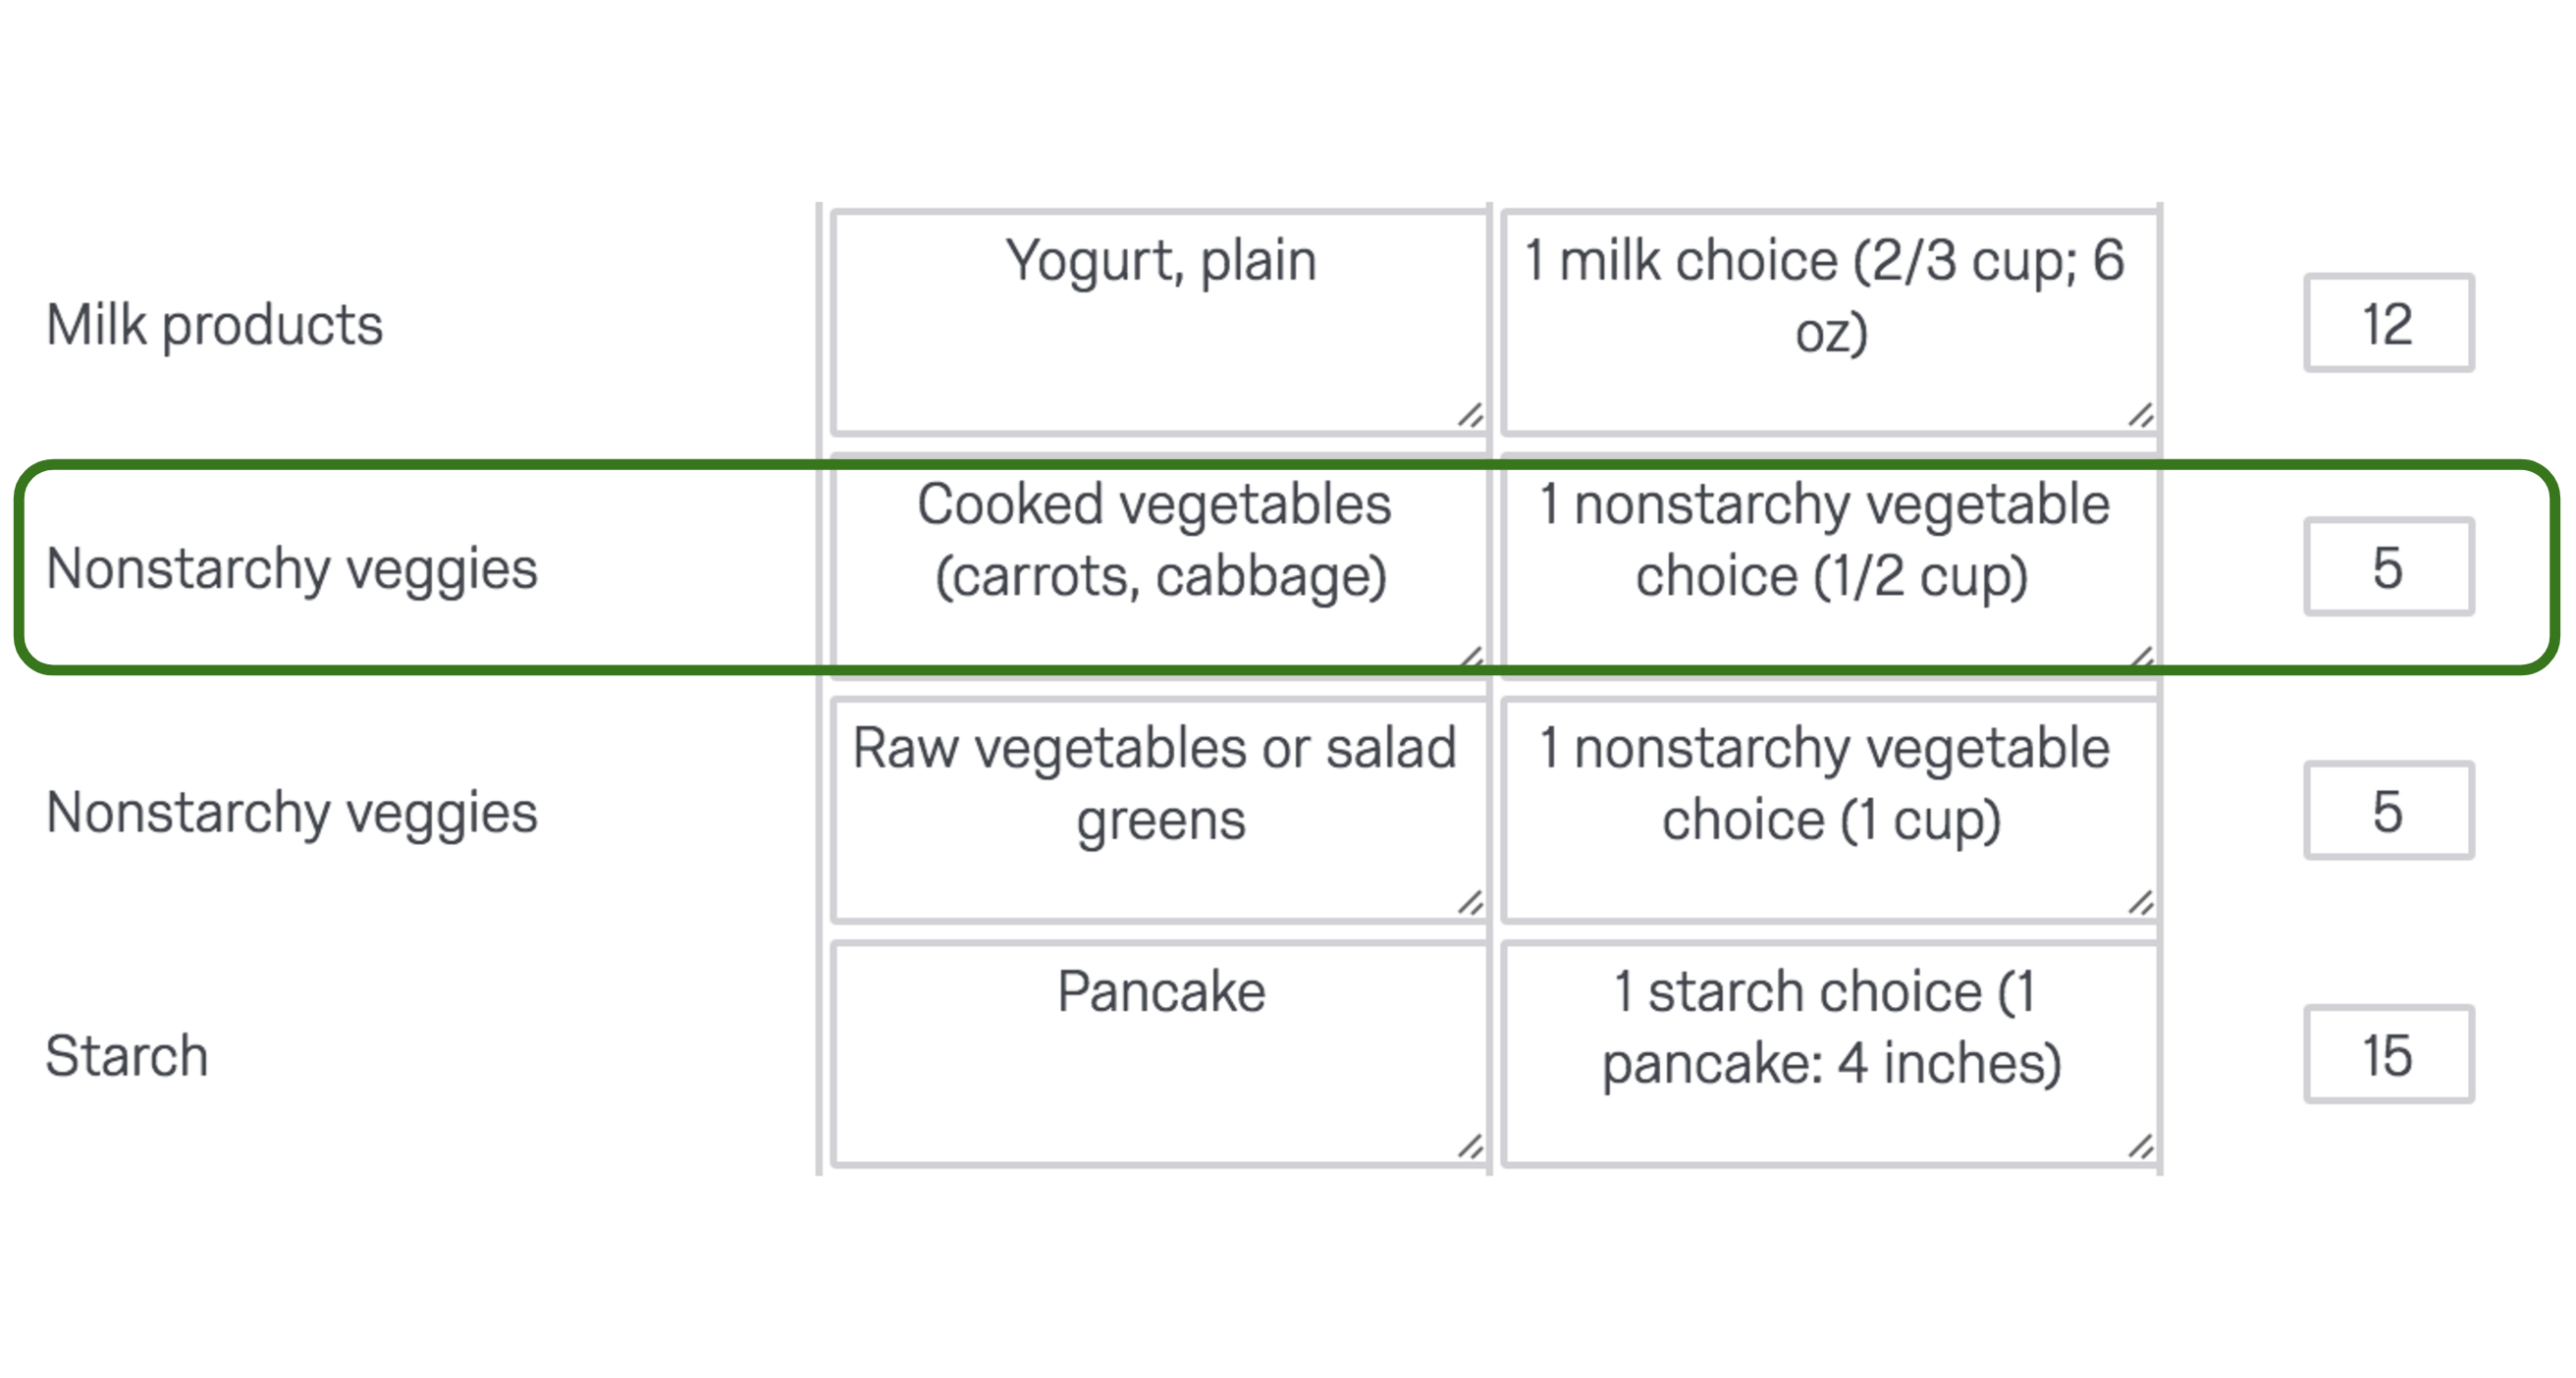 Milk products
Yogurt, plain
1 milk choice (2/3 cup; 6
oz)
12
Nonstarchy veggies
Cooked vegetables
(carrots, cabbage)
1 nonstarchy vegetable
choice (1/2 cup)
5
Nonstarchy veggies
Raw vegetables or salad
greens
1 nonstarchy vegetable
choice (1 cup)
5
Starch
Pancake
1 starch choice (1
pancake: 4 inches)
15